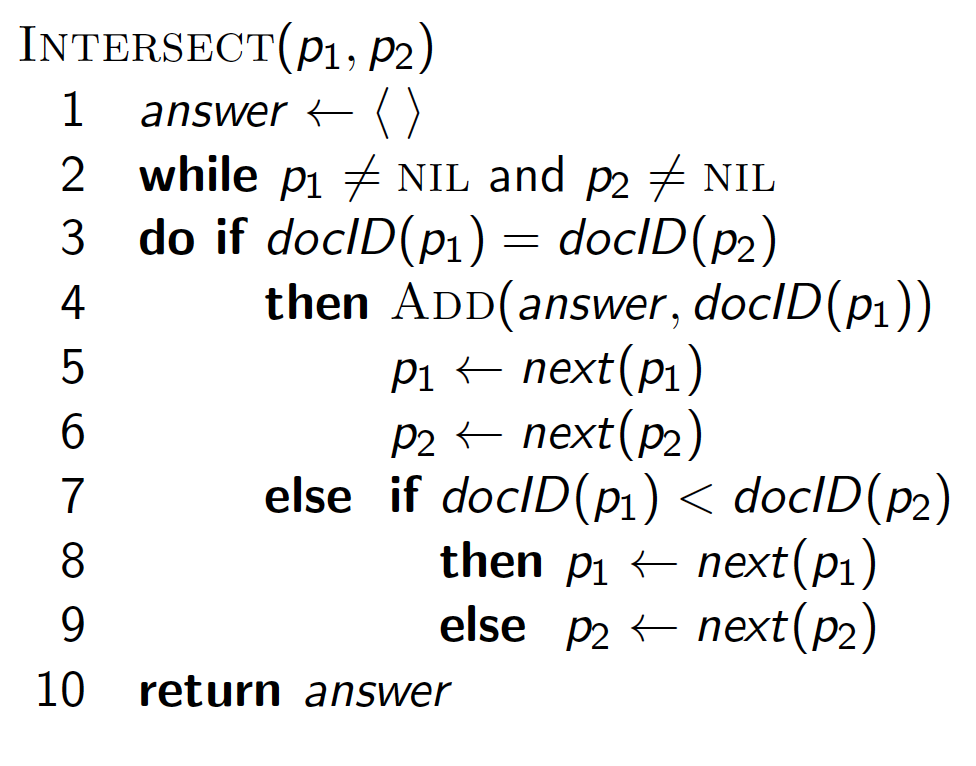 INTERSECT(p₁, p₂)
1 answer ← ⟨ ⟩
2 while p₁ ≠ NIL and p₂ ≠ NIL
3 do if docID(p₁) = docID(p₂)
4 then ADD(answer, docID(p₁))
5 p₁ ← next(p₁)
6 p₂ ← next(p₂)
7 else if docID(p₁) < docID(p₂)
8 then p₁ ← next(p₁)
9 else p₂ ← next(p₂)
10 return answer